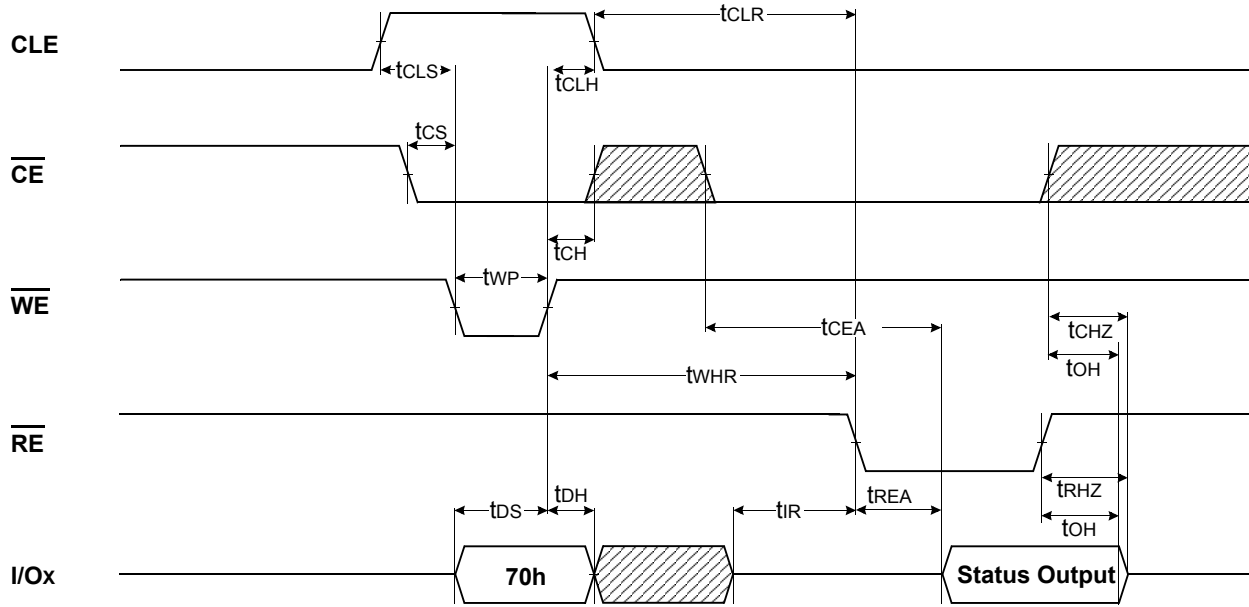 tCLR
CLE
tCLS
tCLH
tCS
CE
tCH
tWP
WE
tCEA
tCHZ
tOH
tWHR
RE
tDH
tRHZ
tDS
tIR
tREA
tOH
I/Ox
70h
Status Output